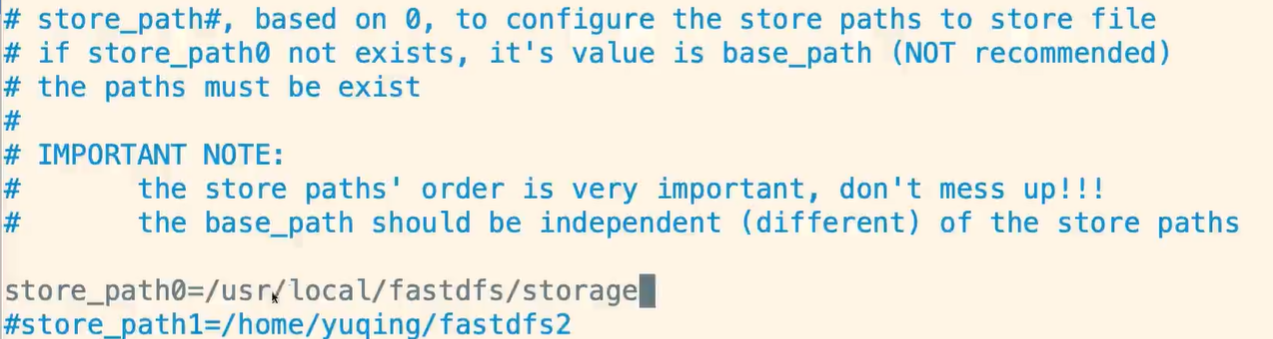 # store_path#, based on 0, to configure the store paths to store file
# if store_path0 not exists, it's value is base_path (NOT recommended)
# the paths must be exist
#
# IMPORTANT NOTE:
#       the store paths' order is very important, don't mess up!!!
#       the base_path should be independent (different) of the store paths

store_path0=/usr/local/fastdfs/storage
#store_path1=/home/yuqing/fastdfs2